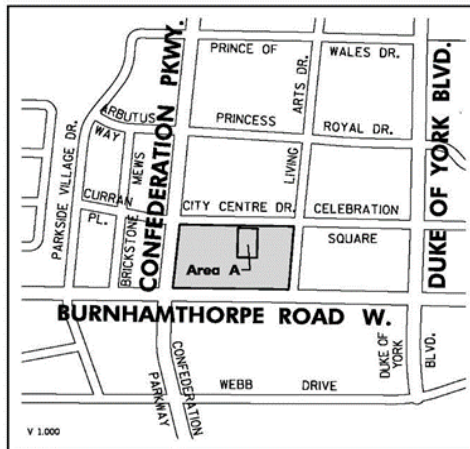 PRINCE OF WALES DR.
ARBUTUS WAY
PRINCESS ROYAL DR.
LIVING ARTS DR.
CONFEDERATION PKWY.
DUKE OF YORK BLVD.
PARKSIDE VILLAGE DR.
BRICKSTONE MEWS
CURRAN PL.
CITY CENTRE DR.
CELEBRATION SQUARE
Area A
BURNHAMTHORPE ROAD W.
CONFEDERATION PARKWAY
DUKE OF YORK BLVD.
WEBB DRIVE
V 1.000